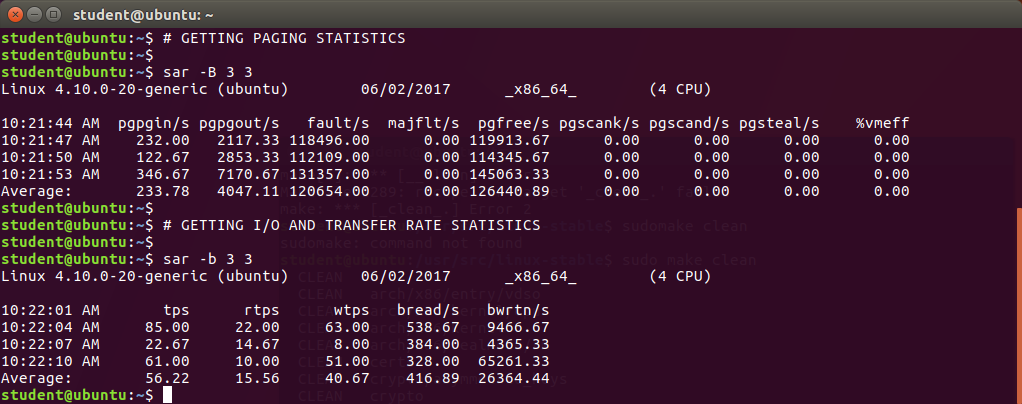 student@ubuntu: ~
student@ubuntu:~$ # GETTING PAGING STATISTICS
student@ubuntu:~$
student@ubuntu:~$ sar -B 3 3
Linux 4.10.0-20-generic (ubuntu) 06/02/2017 _x86_64_ (4 CPU)
10:21:44 AM pgpgin/s pgpgout/s fault/s majflt/s pgfree/s pgscank/s pgscand/s pgsteal/s %vmeff
10:21:47 AM 232.00 2117.33 118496.00 0.00 119913.67 0.00 0.00 0.00 0.00
10:21:50 AM 122.67 2853.33 112109.00 0.00 114345.67 0.00 0.00 0.00 0.00
10:21:53 AM 346.67 7170.67 131357.00 0.00 145063.33 0.00 0.00 0.00 0.00
Average: 233.78 4047.11 120654.00 0.00 126440.89 0.00 0.00 0.00 0.00
student@ubuntu:~$
student@ubuntu:~$ # GETTING I/O AND TRANSFER RATE STATISTICS
student@ubuntu:~$
student@ubuntu:~$ sar -b 3 3
Linux 4.10.0-20-generic (ubuntu) 06/02/2017 _x86_64_ (4 CPU)
10:22:01 AM tps rtps wtps bread/s bwrtn/s
10:22:04 AM 85.00 22.00 63.00 538.67 9466.67
10:22:07 AM 22.67 14.67 8.00 384.00 4365.33
10:22:10 AM 61.00 10.00 51.00 328.00 65261.33
Average: 56.22 15.56 40.67 416.89 26364.44
student@ubuntu:~$